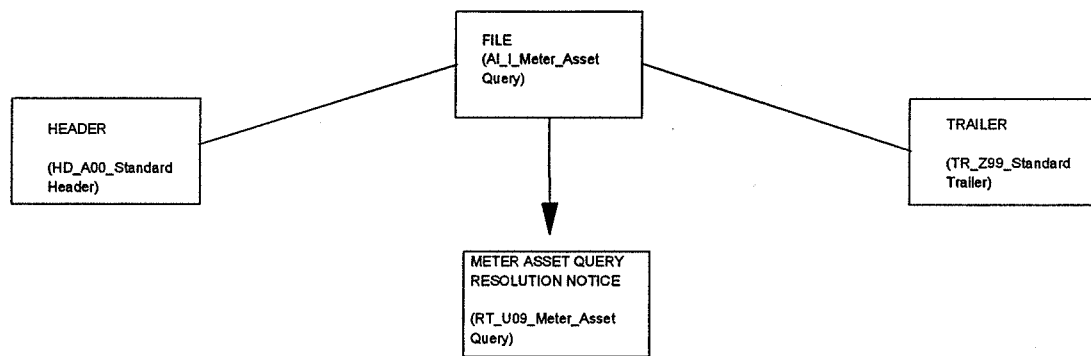 FILE
(AI_I_Meter_Asset
Query)
HEADER
(HD_A00_Standard
Header)
TRAILER
(TR_Z99_Standard
Trailer)
METER ASSET QUERY
RESOLUTION NOTICE
(RT_U09_Meter_Asset
Query)